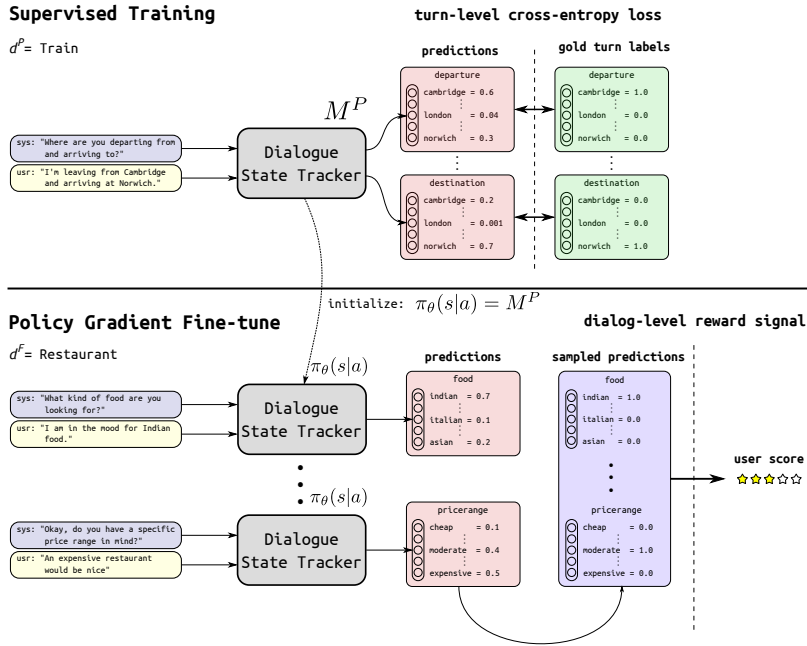 Supervised Training
turn-level cross-entropy loss
d^P= Train
predictions
gold turn labels
M^P
sys: "Where are you departing from
and arriving to?"
usr: "I'm leaving from Cambridge
and arriving at Norwich."
Dialogue
State Tracker
departure
cambridge = 0.6
london = 0.04
norwich = 0.3
departure
cambridge = 1.0
london = 0.0
norwich = 0.0
destination
cambridge = 0.2
london = 0.001
norwich = 0.7
destination
cambridge = 0.0
london = 0.0
norwich = 1.0
initialize: π_θ(s|a) = M^P
Policy Gradient Fine-tune
dialog-level reward signal
d^F= Restaurant
predictions
sampled predictions
π_θ(s|a)
sys: "What kind of food are you
looking for?"
usr: "I am in the mood for Indian
food."
Dialogue
State Tracker
food
indian = 0.7
italian = 0.1
asian = 0.2
food
indian = 1.0
italian = 0.0
asian = 0.0
user score
π_θ(s|a)
sys: "Okay, do you have a specific
price range in mind?"
usr: "An expensive restaurant
would be nice"
Dialogue
State Tracker
pricerange
cheap = 0.1
moderate = 0.4
expensive = 0.5
pricerange
cheap = 0.0
moderate = 1.0
expensive = 0.0